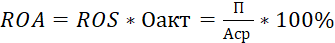 ROA = ROS * Оакт = П/Аср * 100%